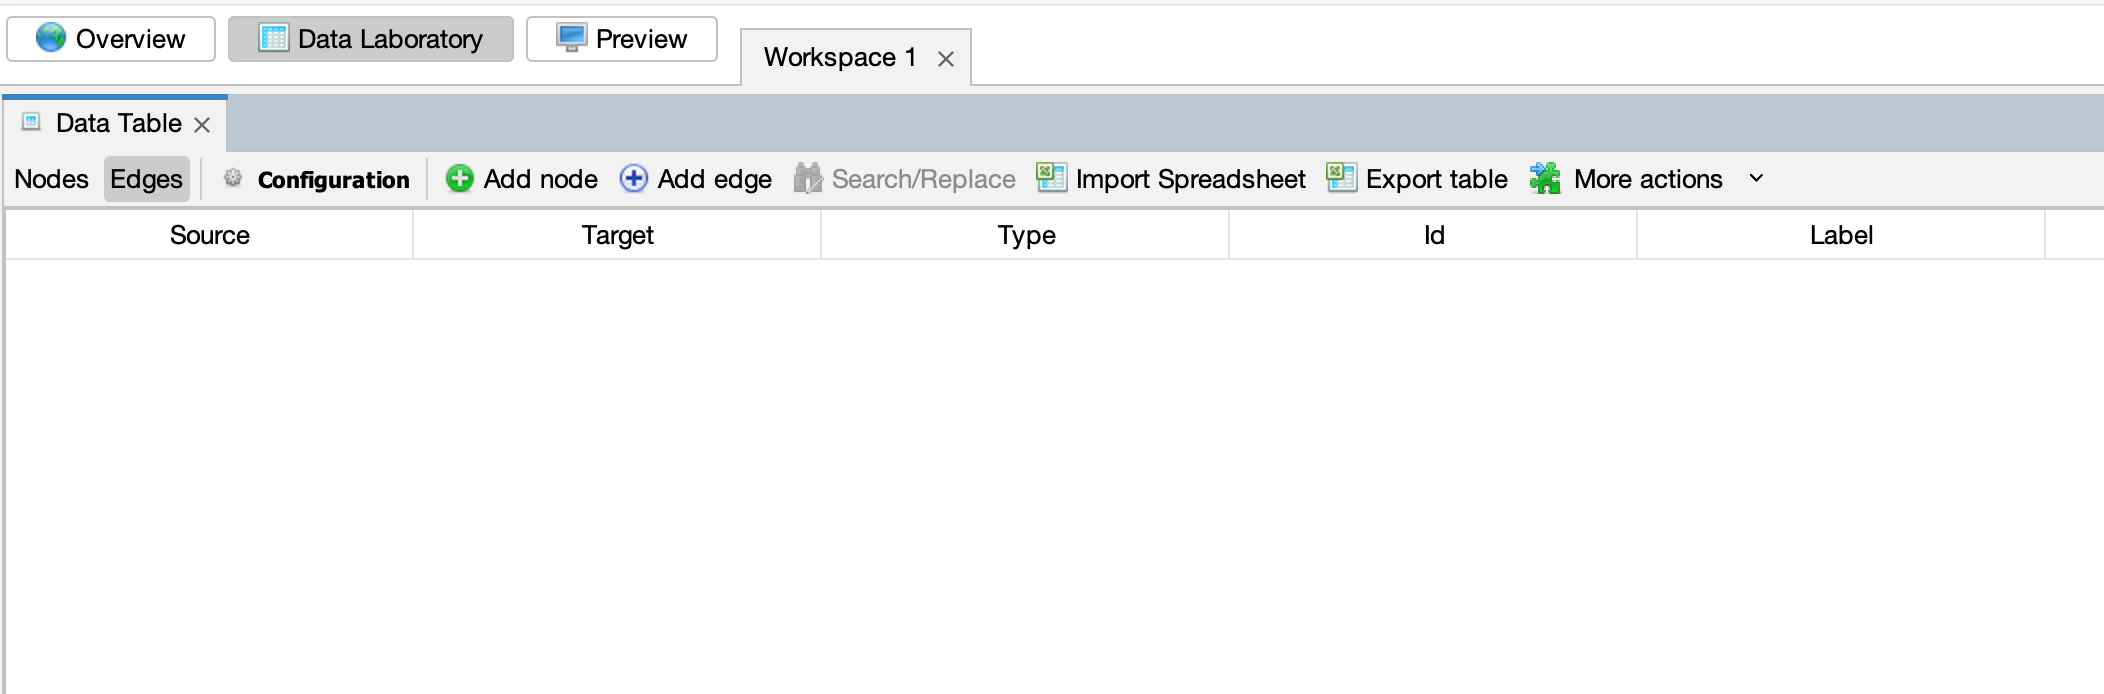 Overview Data Laboratory Preview Workspace 1
Data Table
Nodes Edges Configuration Add node Add edge Search/Replace Import Spreadsheet Export table More actions
Source Target Type Id Label